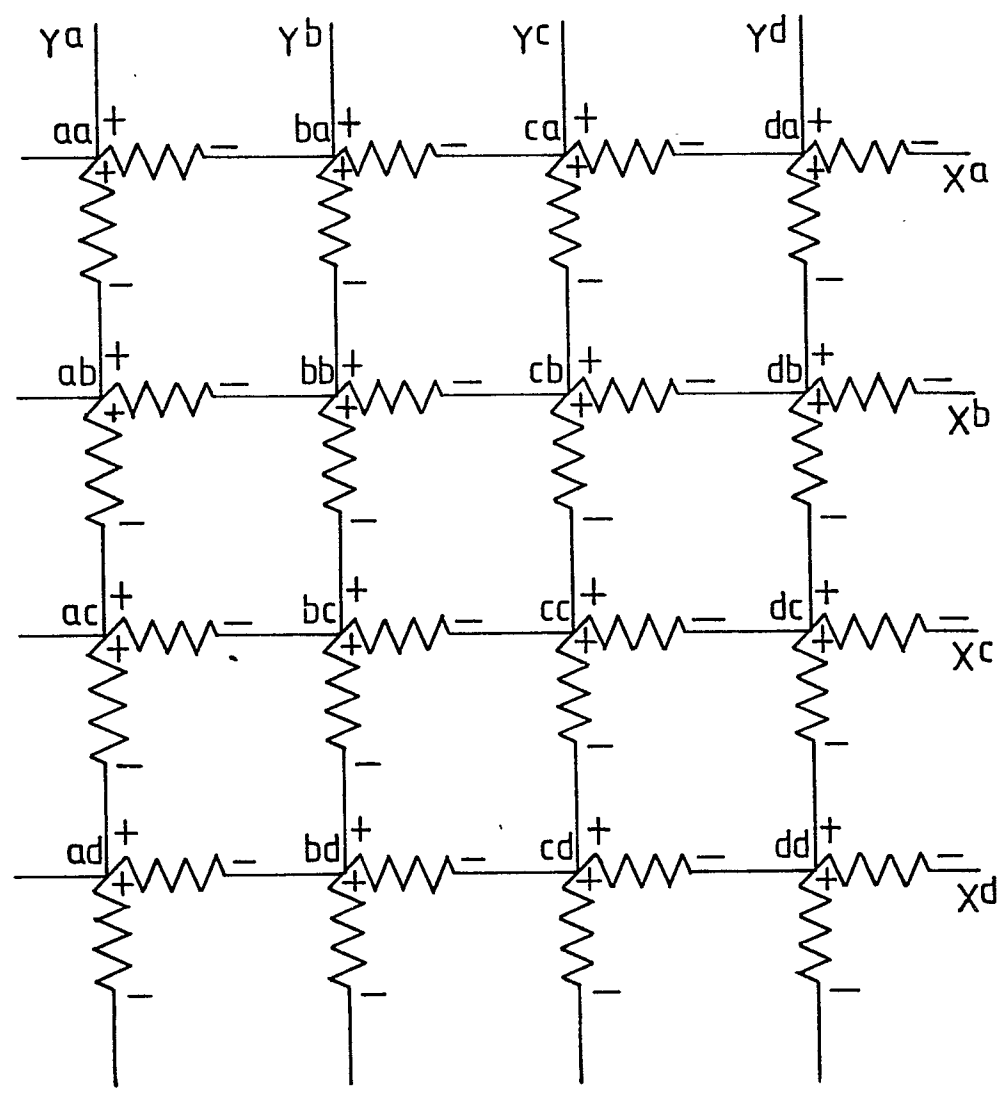 Ya Yb Yc Yd
aa + ba + ca + da +
+ − + − + − + −
Xa
− − − −
ab + bb + cb + db +
+ − + − + − + −
Xb
− − − −
ac + bc + cc + dc +
+ − + − + − + −
Xc
− − − −
ad + bd + cd + dd +
+ − + − + − + −
Xd
− − − −